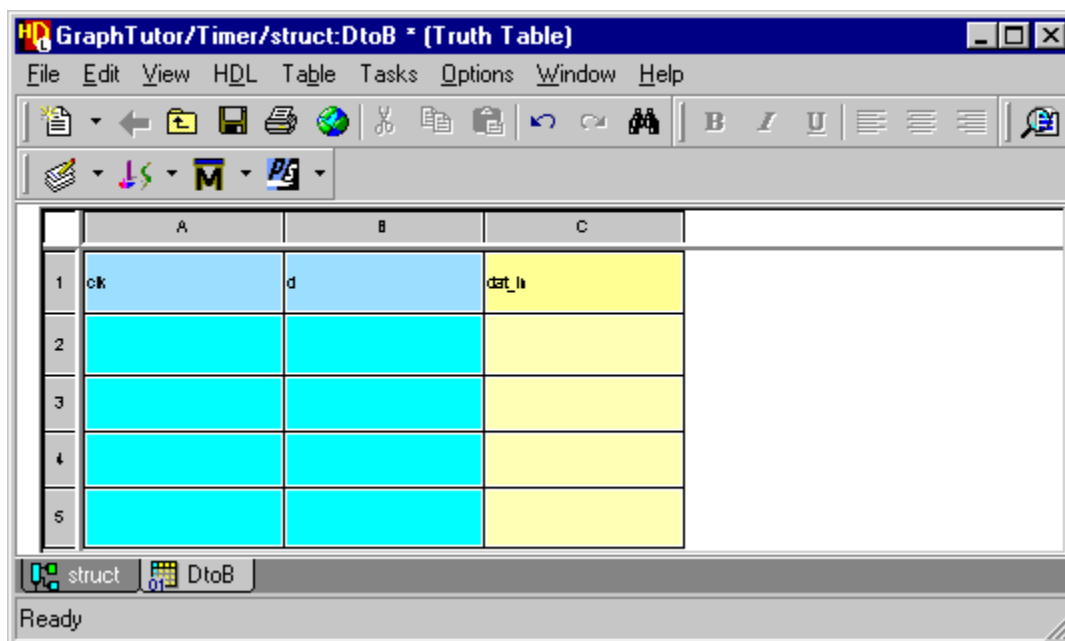 GraphTutor/Timer/struct:DtoB * (Truth Table)
File Edit View HDL Table Tasks Options Window Help
B I U
M
A B C
1 clk d dat_in
2
3
4
5
struct DtoB
Ready